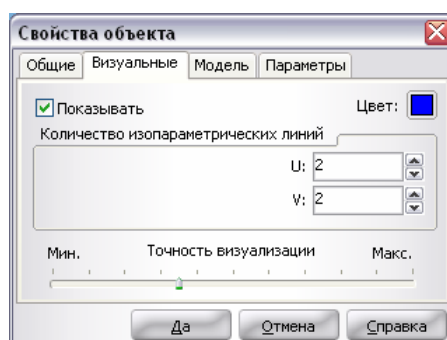 Свойства объекта
Общие Визуальные Модель Параметры
Показывать Цвет:
Количество изопараметрических линий
U: 2
V: 2
Мин. Точность визуализации Макс.
Да Отмена Справка